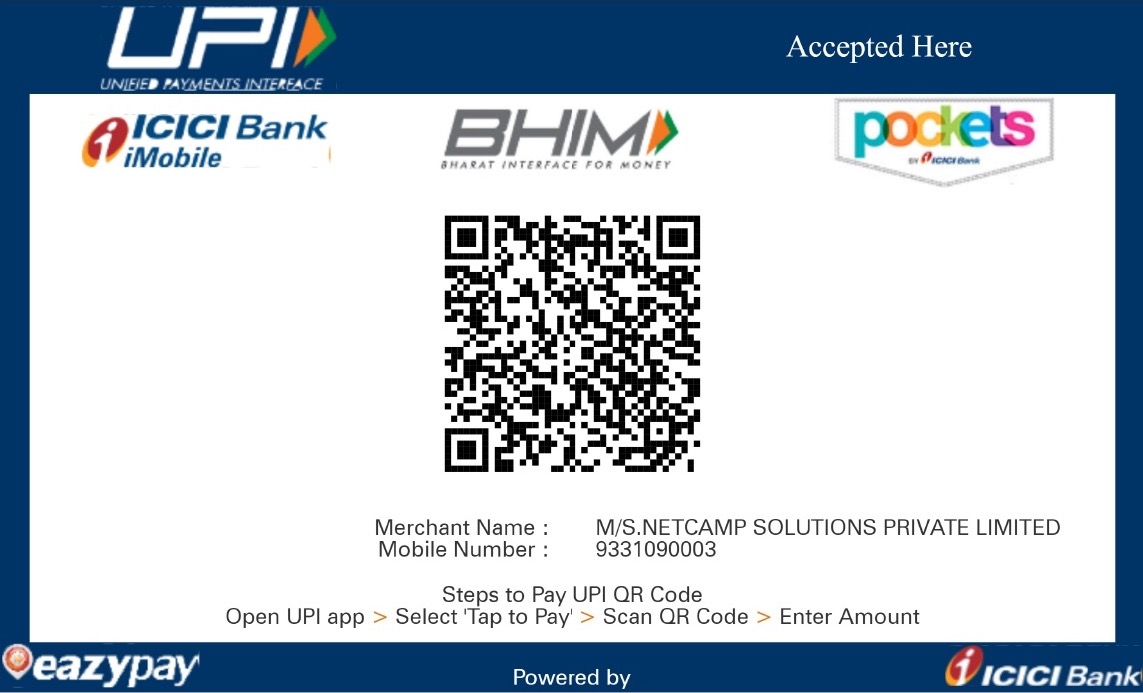 UPI
UNIFIED PAYMENTS INTERFACE
Accepted Here
ICICI Bank
iMobile
BHIM
BHARAT INTERFACE FOR MONEY
pockets
BY ICICI Bank
Merchant Name : M/S.NETCAMP SOLUTIONS PRIVATE LIMITED
Mobile Number : 9331090003
Steps to Pay UPI QR Code
Open UPI app > Select 'Tap to Pay' > Scan QR Code > Enter Amount
eazypay
Powered by
ICICI Bank